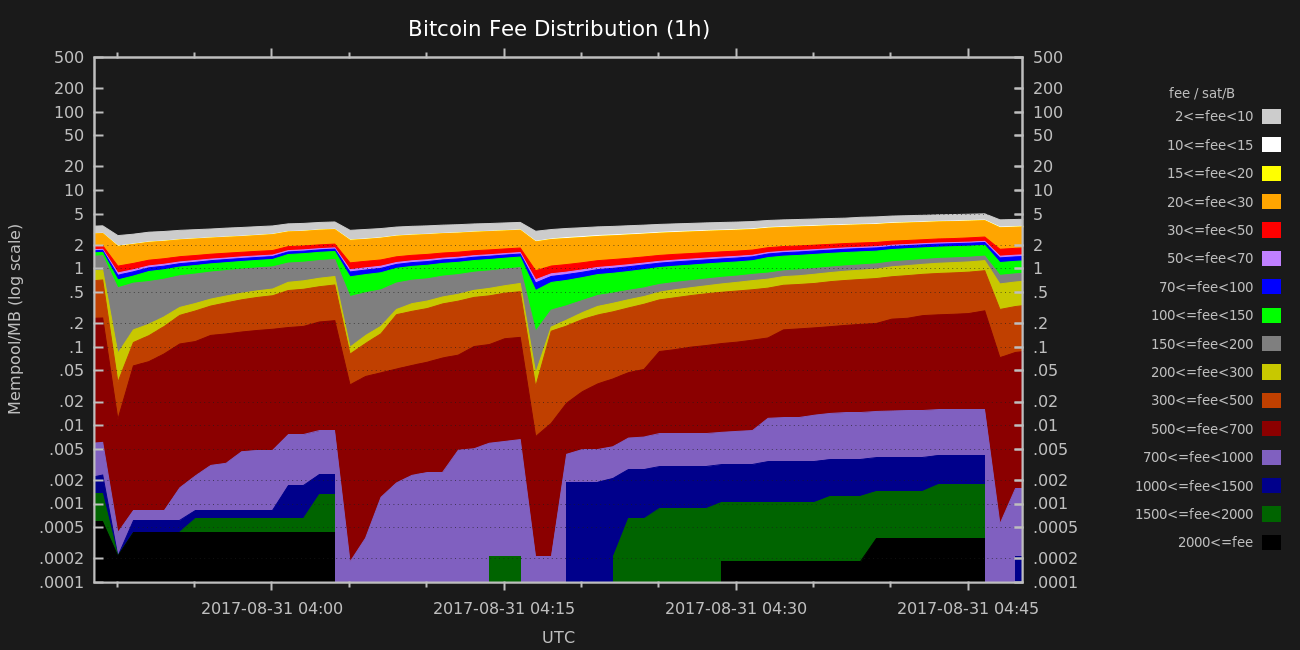 Bitcoin Fee Distribution (1h)
Mempool/MB (log scale)
500
200
100
50
20
10
5
2
1
.5
.2
.1
.05
.02
.01
.005
.002
.001
.0005
.0002
.0001
500
200
100
50
20
10
5
2
1
.5
.2
.1
.05
.02
.01
.005
.002
.001
.0005
.0002
.0001
2017-08-31 04:00
2017-08-31 04:15
2017-08-31 04:30
2017-08-31 04:45
UTC
fee / sat/B
2<=fee<10
10<=fee<15
15<=fee<20
20<=fee<30
30<=fee<50
50<=fee<70
70<=fee<100
100<=fee<150
150<=fee<200
200<=fee<300
300<=fee<500
500<=fee<700
700<=fee<1000
1000<=fee<1500
1500<=fee<2000
2000<=fee